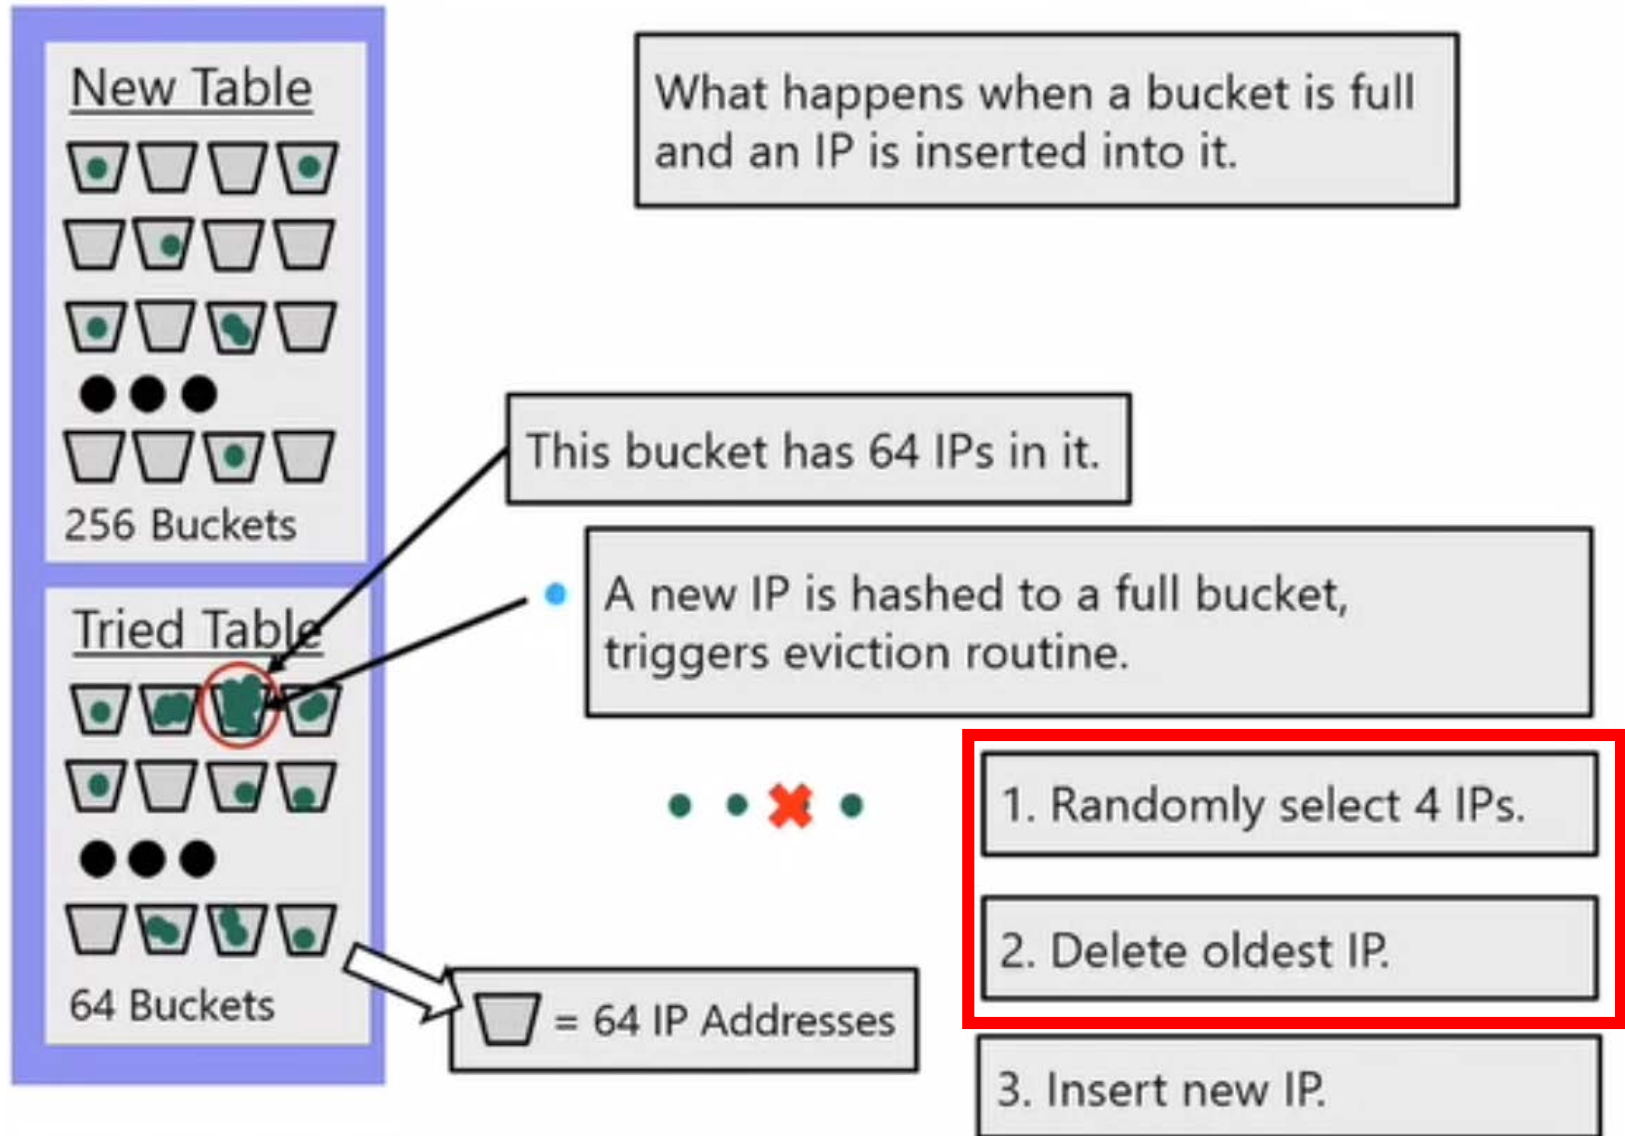 New Table
256 Buckets
Tried Table
64 Buckets
What happens when a bucket is full
and an IP is inserted into it.
This bucket has 64 IPs in it.
A new IP is hashed to a full bucket,
triggers eviction routine.
1. Randomly select 4 IPs.
2. Delete oldest IP.
3. Insert new IP.
= 64 IP Addresses